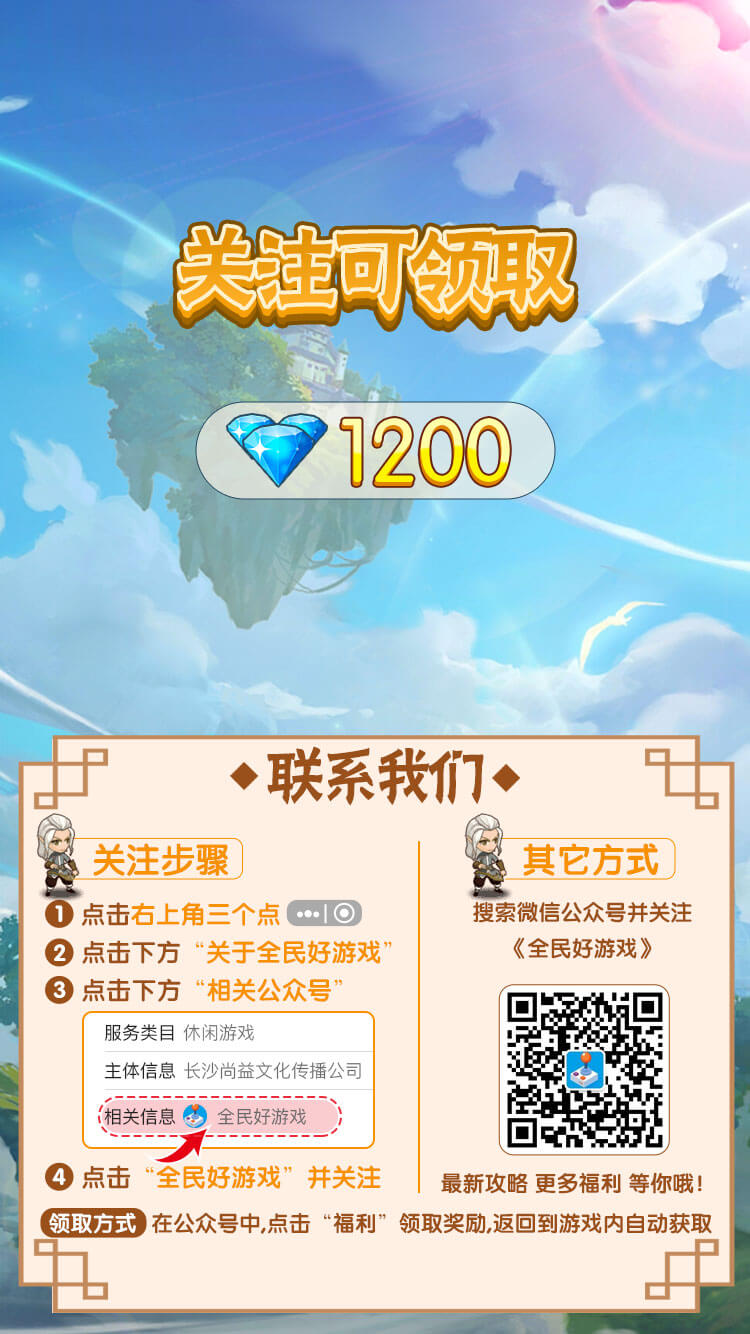 关注可领取
1200
联系我们
关注步骤
1 点击右上角三个点
2 点击下方“关于全民好游戏”
3 点击下方“相关公众号”
服务类目 休闲游戏
主体信息 长沙尚益文化传播公司
相关信息 全民好游戏
4 点击“全民好游戏”并关注
其它方式
搜索微信公众号并关注
《全民好游戏》
最新攻略 更多福利 等你哦!
领取方式 在公众号中,点击“福利”领取奖励,返回到游戏内自动获取